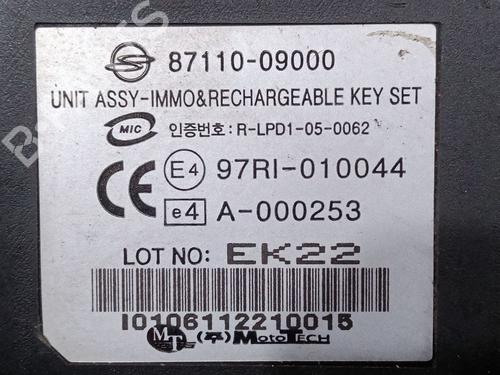 87110-09000
UNIT ASSY-IMMO&RECHARGEABLE KEY SET
MIC 인증번호 : R-LPD1-05-0062
CE E4 97RI-010044
e4 A-000253
LOT NO: EK22
I0106112210015
MT (주) MOTOTECH